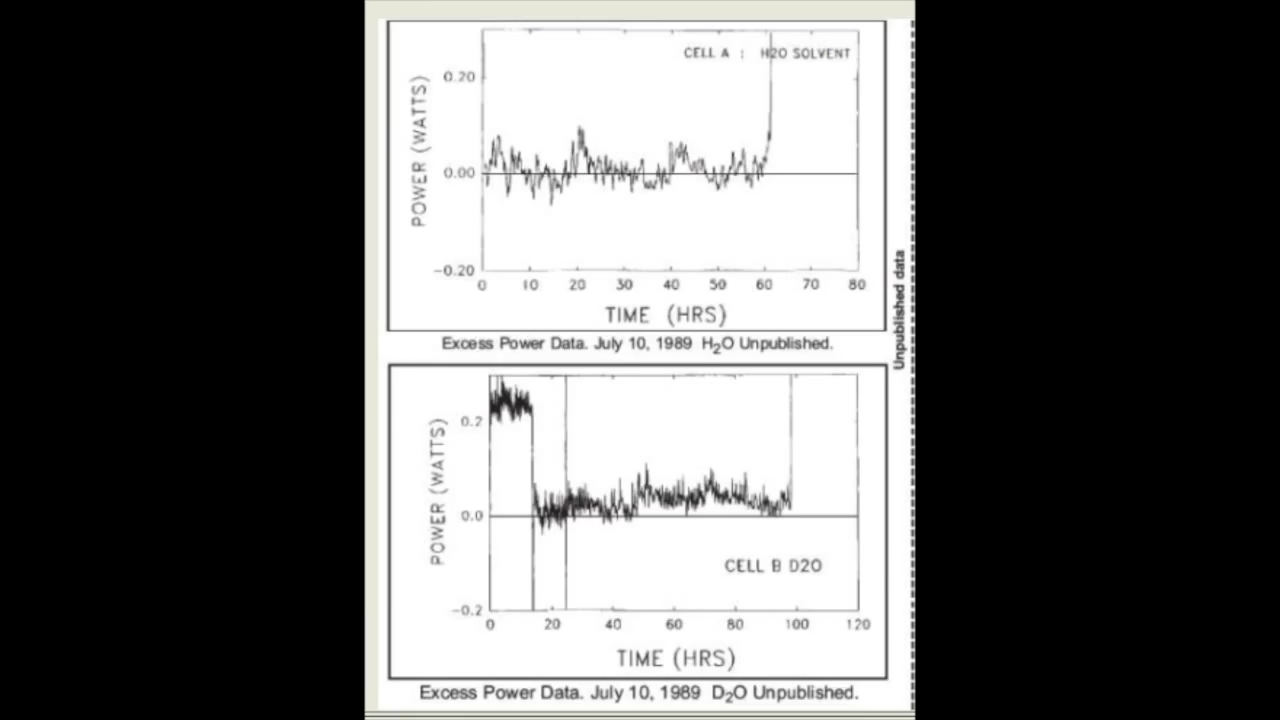 CELL A : H2O SOLVENT
POWER (WATTS)
0.20
0.00
-0.20
0 10 20 30 40 50 60 70 80
TIME (HRS)
Excess Power Data. July 10, 1989 H₂O Unpublished.
Unpublished data
POWER (WATTS)
0.2
0.0
-0.2
CELL B D2O
0 20 40 60 80 100 120
TIME (HRS)
Excess Power Data. July 10, 1989 D₂O Unpublished.